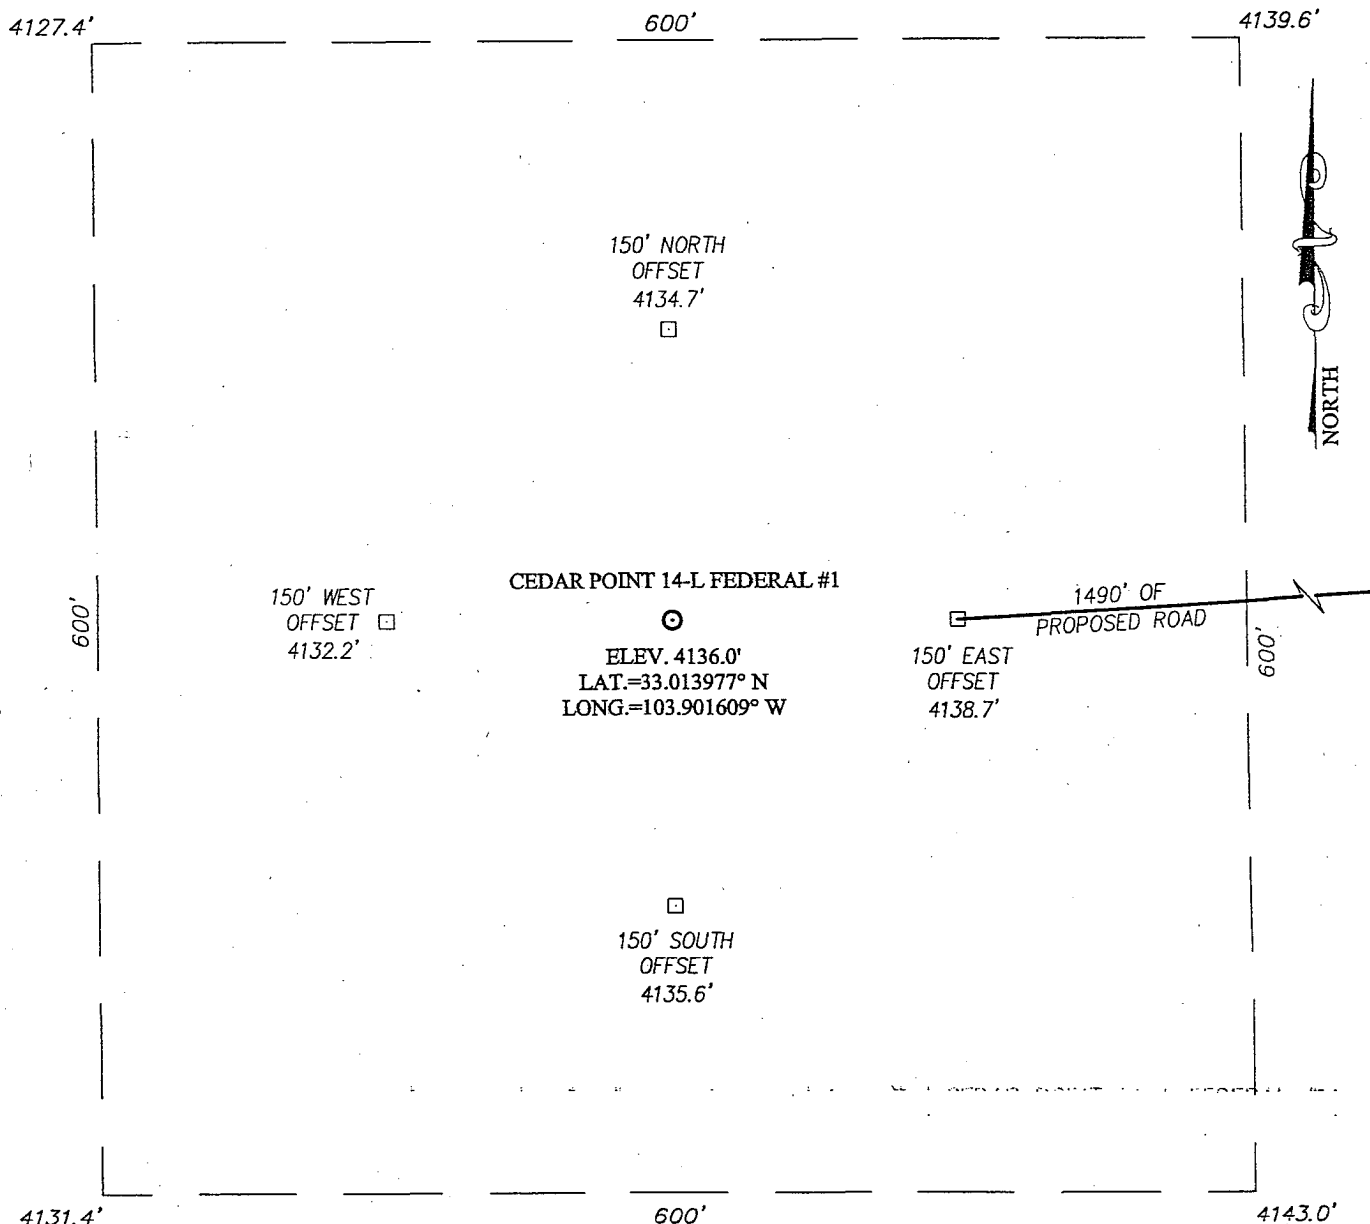 4127.4'
600'
4139.6'
150' NORTH
OFFSET
4134.7'
NORTH
CEDAR POINT 14-L FEDERAL #1
150' WEST
OFFSET
4132.2'
600'
ELEV. 4136.0'
LAT.=33.013977° N
LONG.=103.901609° W
1490' OF
PROPOSED ROAD
150' EAST
OFFSET
4138.7'
600'
150' SOUTH
OFFSET
4135.6'
4131.4'
600'
4143.0'